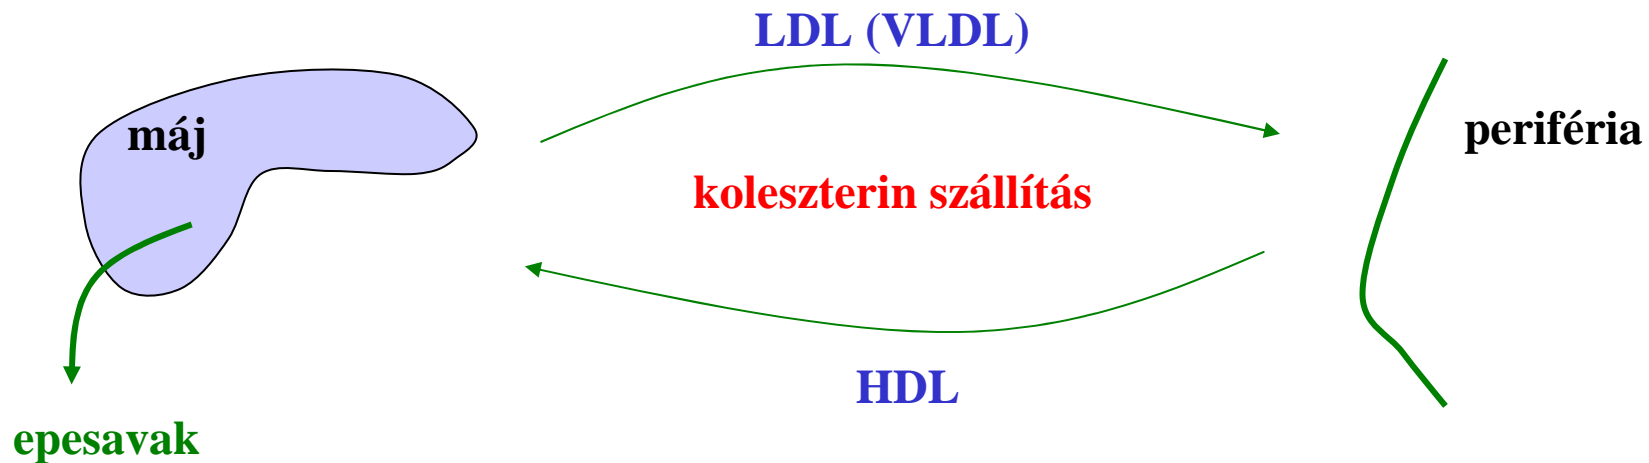 LDL (VLDL)
máj
periféria
koleszterin szállítás
HDL
epesavak